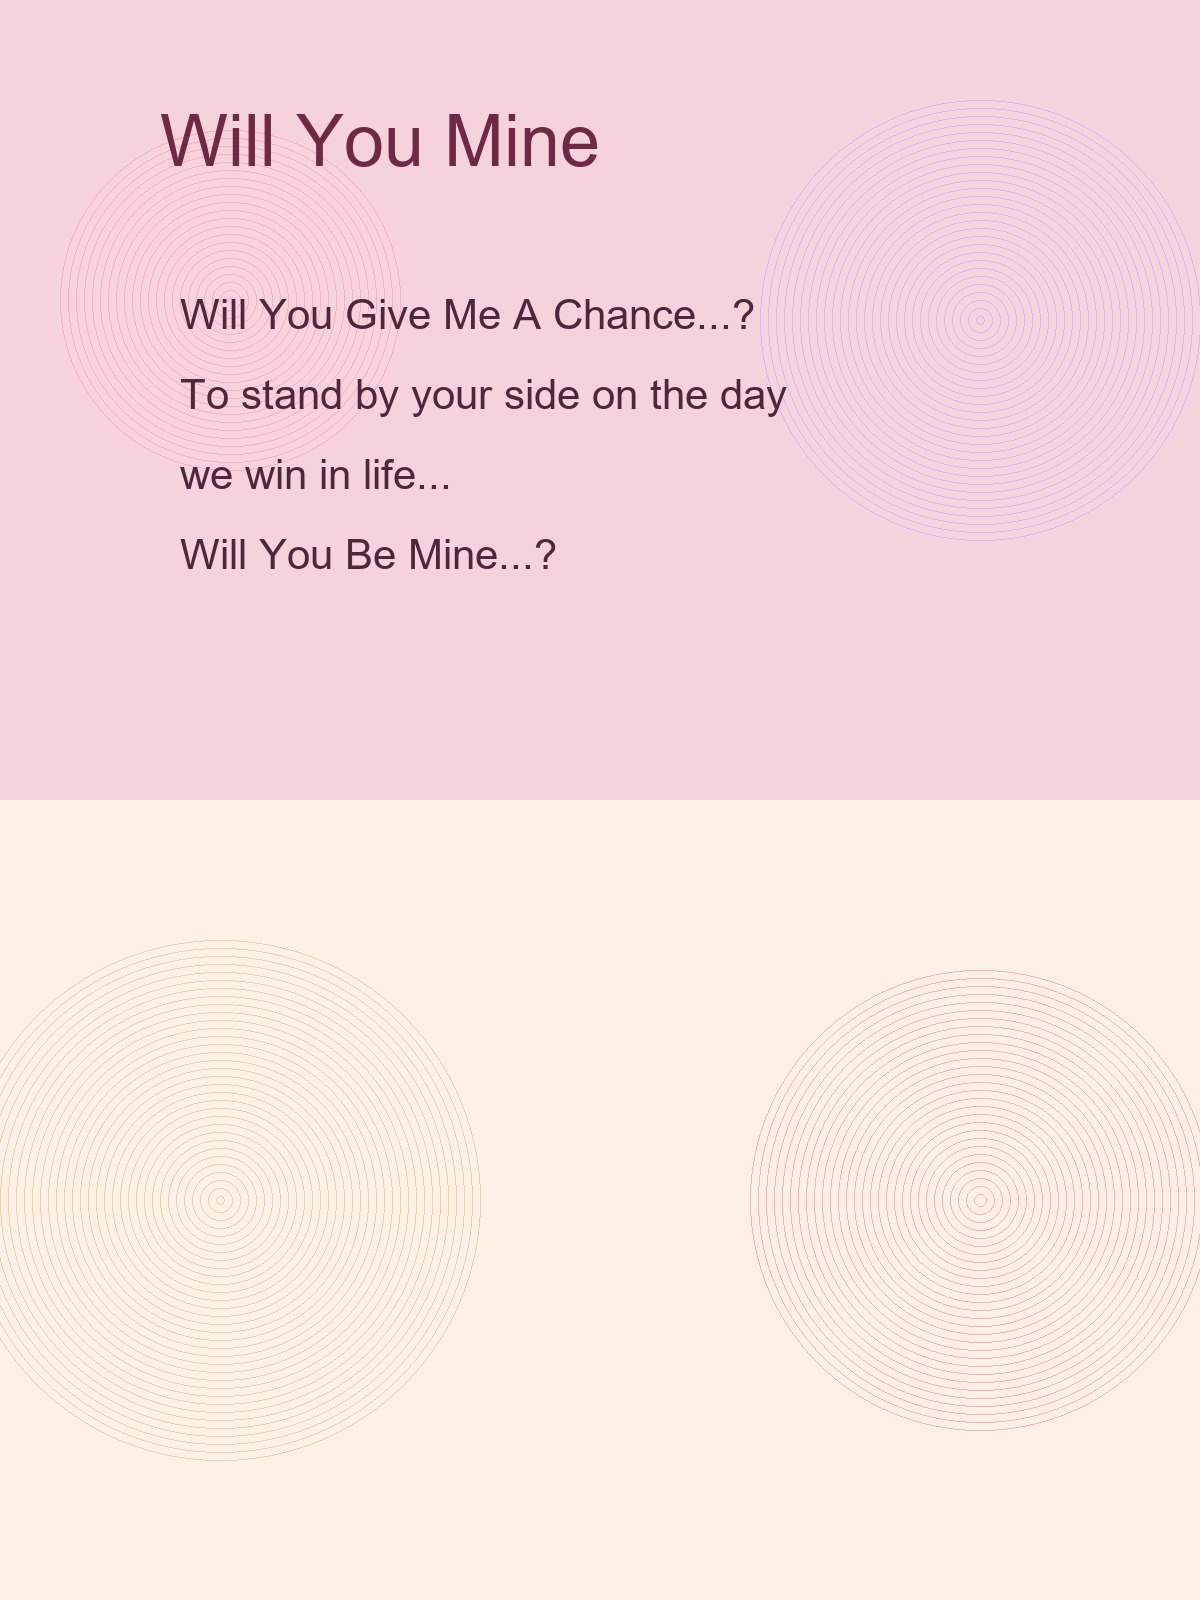 Will You Mine
Will You Give Me A Chance...?
To stand by your side on the day
we win in life...
Will You Be Mine...?